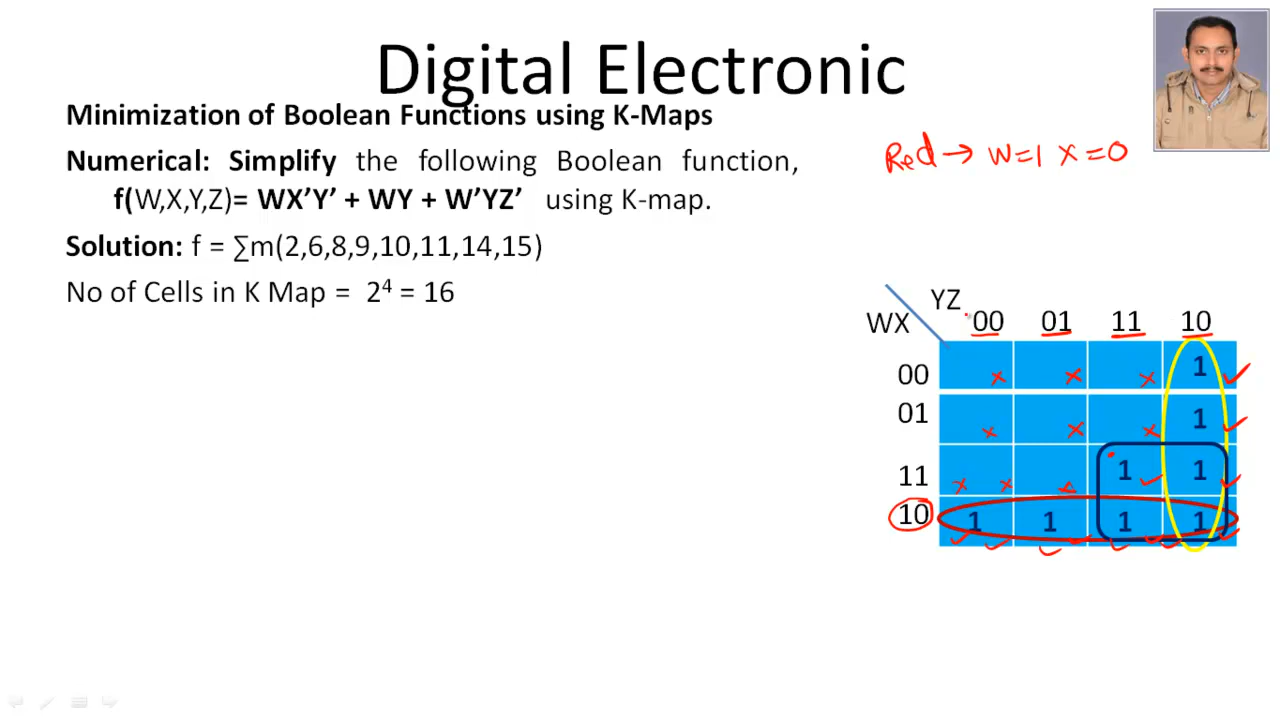 Digital Electronic
Minimization of Boolean Functions using K-Maps
Numerical: Simplify the following Boolean function,
f(W,X,Y,Z)= WX’Y’ + WY + W’YZ’ using K-map.
Solution: f = ∑m(2,6,8,9,10,11,14,15)
No of Cells in K Map = 2⁴ = 16
Red → W=1 X=0
YZ
WX
00 01 11 10
00 x x x 1 ✓
01 x x x 1 ✓
11 x x x 1 ✓ 1 ✓
10 1 1 1 1
✓ ✓ ✓ ✓ ✓ ✓ ✓ ✓